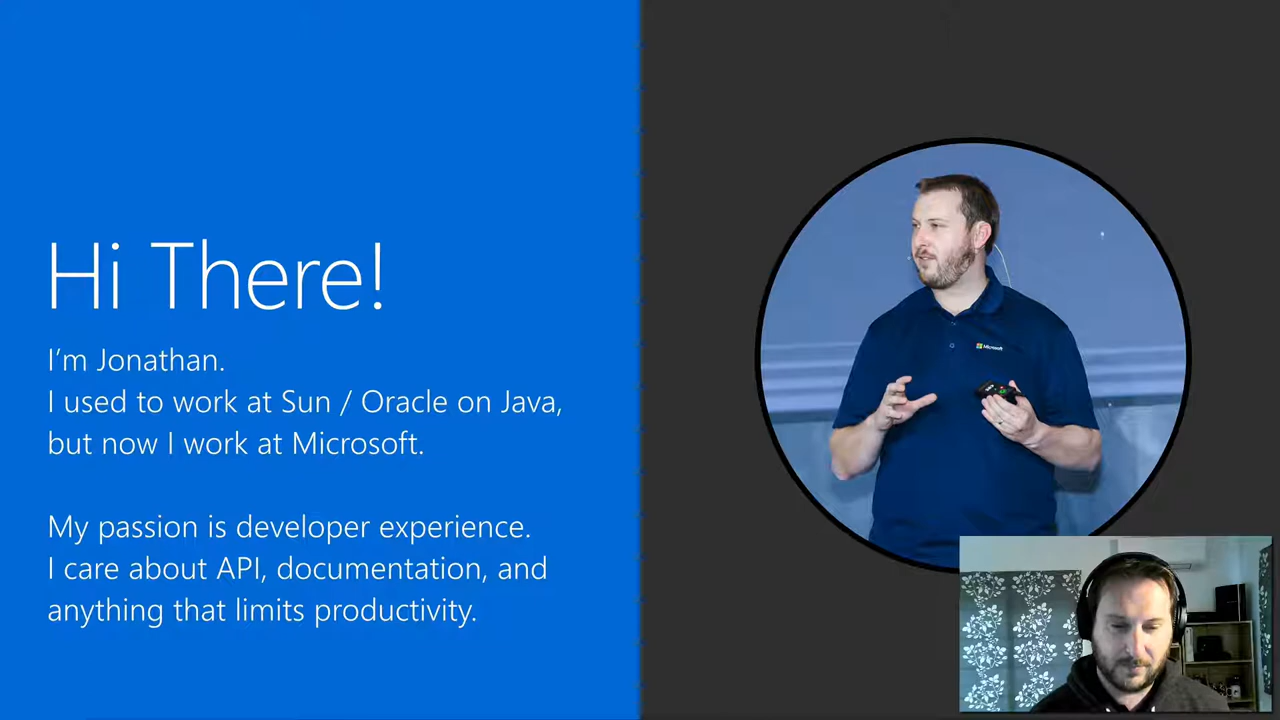 Hi There!
I’m Jonathan.
I used to work at Sun / Oracle on Java,
but now I work at Microsoft.
My passion is developer experience.
I care about API, documentation, and
anything that limits productivity.
Microsoft